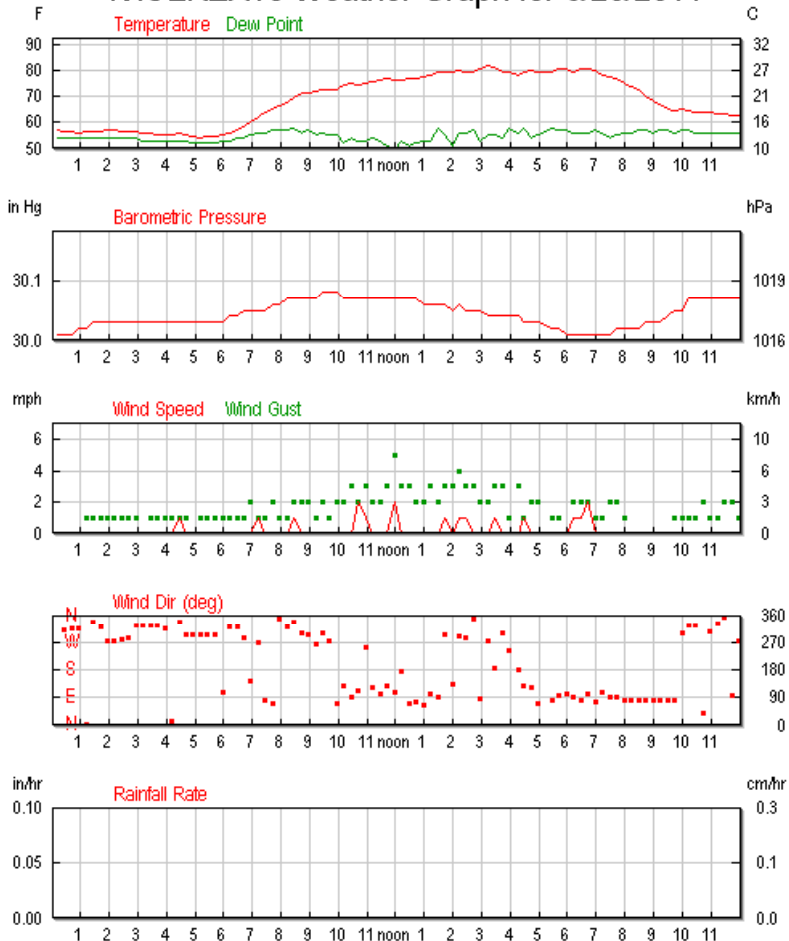 Weather Graph for
F Temperature Dew Point C
90 32
80 27
70 21
60 16
50 10
1 2 3 4 5 6 7 8 9 10 11 noon 1 2 3 4 5 6 7 8 9 10 11
in Hg Barometric Pressure hPa
30.1 1019
30.0 1016
1 2 3 4 5 6 7 8 9 10 11 noon 1 2 3 4 5 6 7 8 9 10 11
mph Wind Speed Wind Gust km/h
6 10
4 6
2 3
0 0
1 2 3 4 5 6 7 8 9 10 11 noon 1 2 3 4 5 6 7 8 9 10 11
Wind Dir (deg)
N 360
W 270
S 180
E 90
N 0
1 2 3 4 5 6 7 8 9 10 11 noon 1 2 3 4 5 6 7 8 9 10 11
in/hr Rainfall Rate cm/hr
0.10 0.3
0.05 0.1
0.00 0.0
1 2 3 4 5 6 7 8 9 10 11 noon 1 2 3 4 5 6 7 8 9 10 11